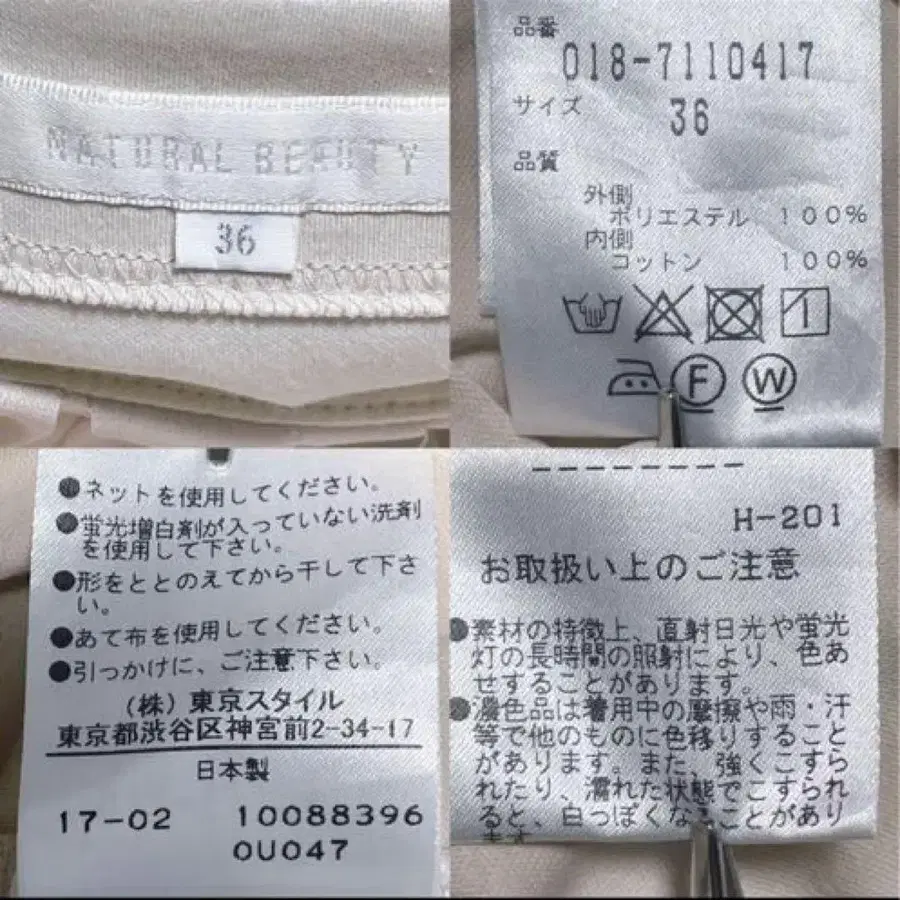 NATURAL BEAUTY
36
品番
018-7110417
サイズ
36
品質
外側
ポリエステル 100%
内側
コットン 100%
F
W
●ネットを使用してください。
●蛍光増白剤が入っていない洗剤
を使用して下さい。
●形をととのえてから干して下さ
い。
●あて布を使用してください。
●引っかけに、ご注意下さい。
(株)東京スタイル
東京都渋谷区神宮前2-34-17
日本製
17-02 10088396
0U047
H-201
お取扱い上のご注意
●素材の特徴上、直射日光や蛍光
灯の長時間の照射により、色あ
せすることがあります。
●濃色品は着用中の摩擦や雨・汗
等で他のものに色移りすること
があります。また、強くこすら
れたり、濡れた状態でこすられ
ると、白っぽくなることがあり